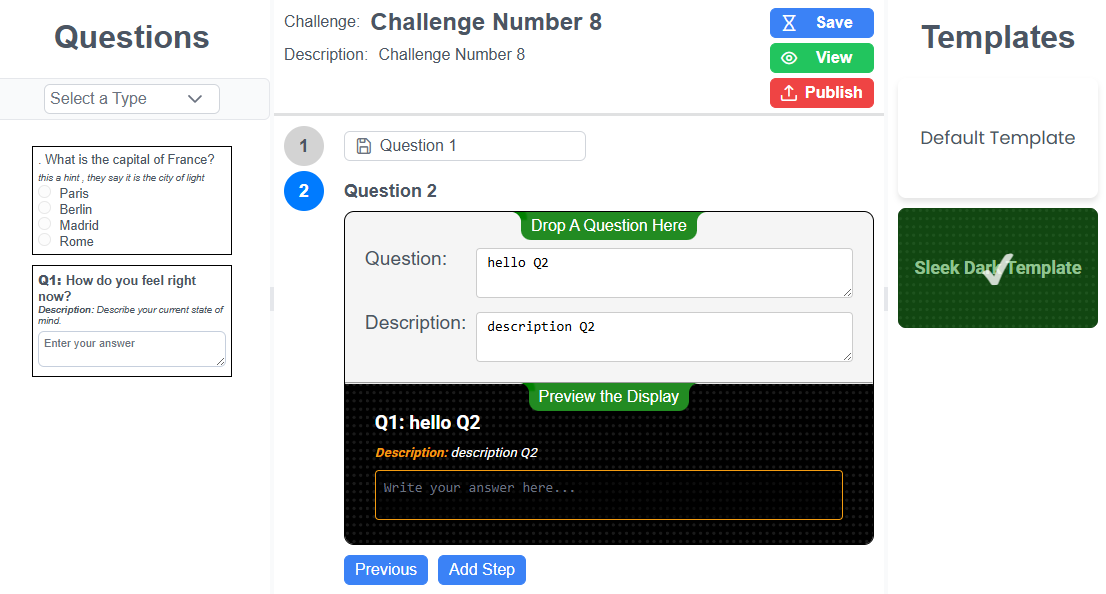 Questions
Select a Type
. What is the capital of France?
this a hint , they say it is the city of light
Paris
Berlin
Madrid
Rome
Q1: How do you feel right
now?
Description: Describe your current state of
mind.
Enter your answer
Challenge: Challenge Number 8
Description: Challenge Number 8
Save
View
Publish
1
Question 1
2
Question 2
Drop A Question Here
Question:
hello Q2
Description:
description Q2
Preview the Display
Q1: hello Q2
Description: description Q2
Write your answer here...
Previous
Add Step
Templates
Default Template
Sleek Dark Template